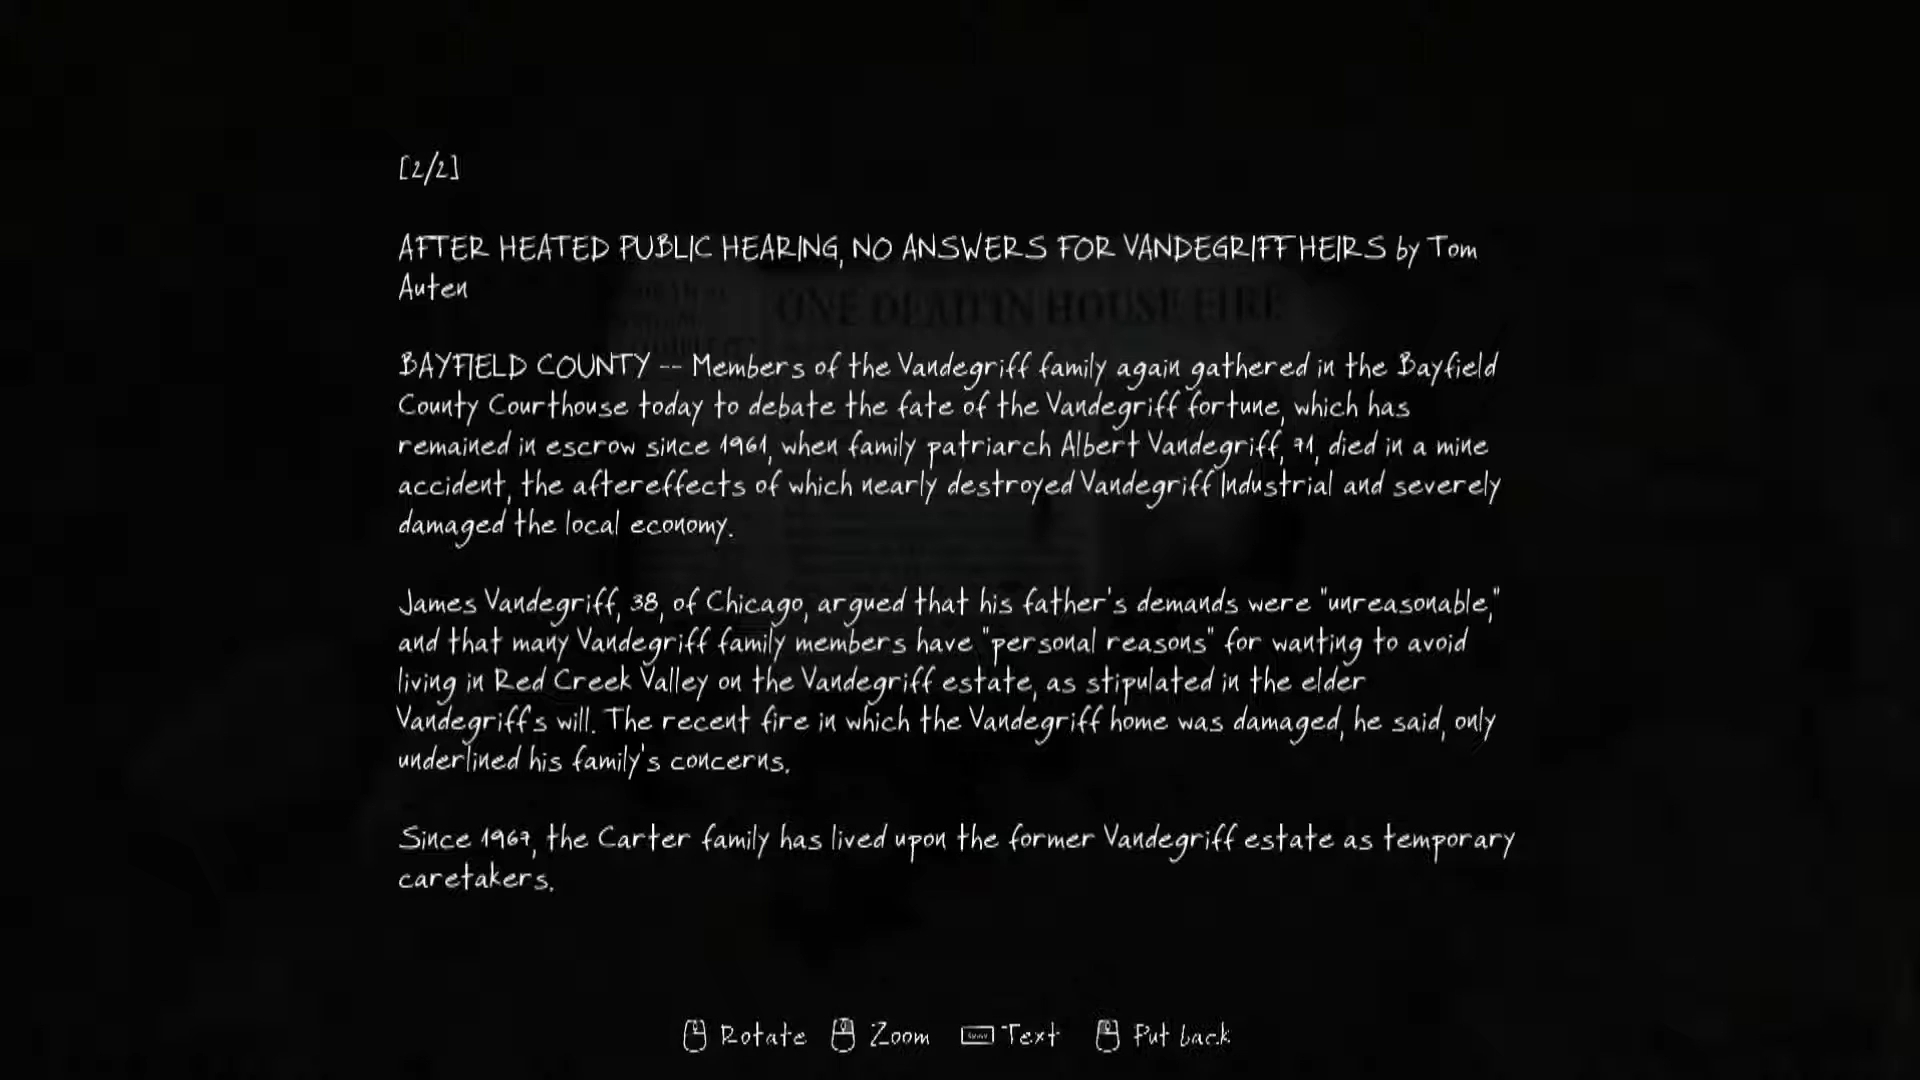 [2/2]
AFTER HEATED PUBLIC HEARING, NO ANSWERS FOR VANDEGRIFF HEIRS by Tom
Auten
ONE DEAD IN HOUSE FIRE
BAYFIELD COUNTY -- Members of the Vandegriff family again gathered in the Bayfield
County Courthouse today to debate the fate of the Vandegriff fortune, which has
remained in escrow since 1961, when family patriarch Albert Vandegriff, 71, died in a mine
accident, the aftereffects of which nearly destroyed Vandegriff Industrial and severely
damaged the local economy.
James Vandegriff, 38, of Chicago, argued that his father's demands were "unreasonable,"
and that many Vandegriff family members have "personal reasons" for wanting to avoid
living in Red Creek Valley on the Vandegriff estate, as stipulated in the elder
Vandegriff's will. The recent fire in which the Vandegriff home was damaged, he said, only
underlined his family's concerns.
Since 1967, the Carter family has lived upon the former Vandegriff estate as temporary
caretakers.
Rotate Zoom Text Put back